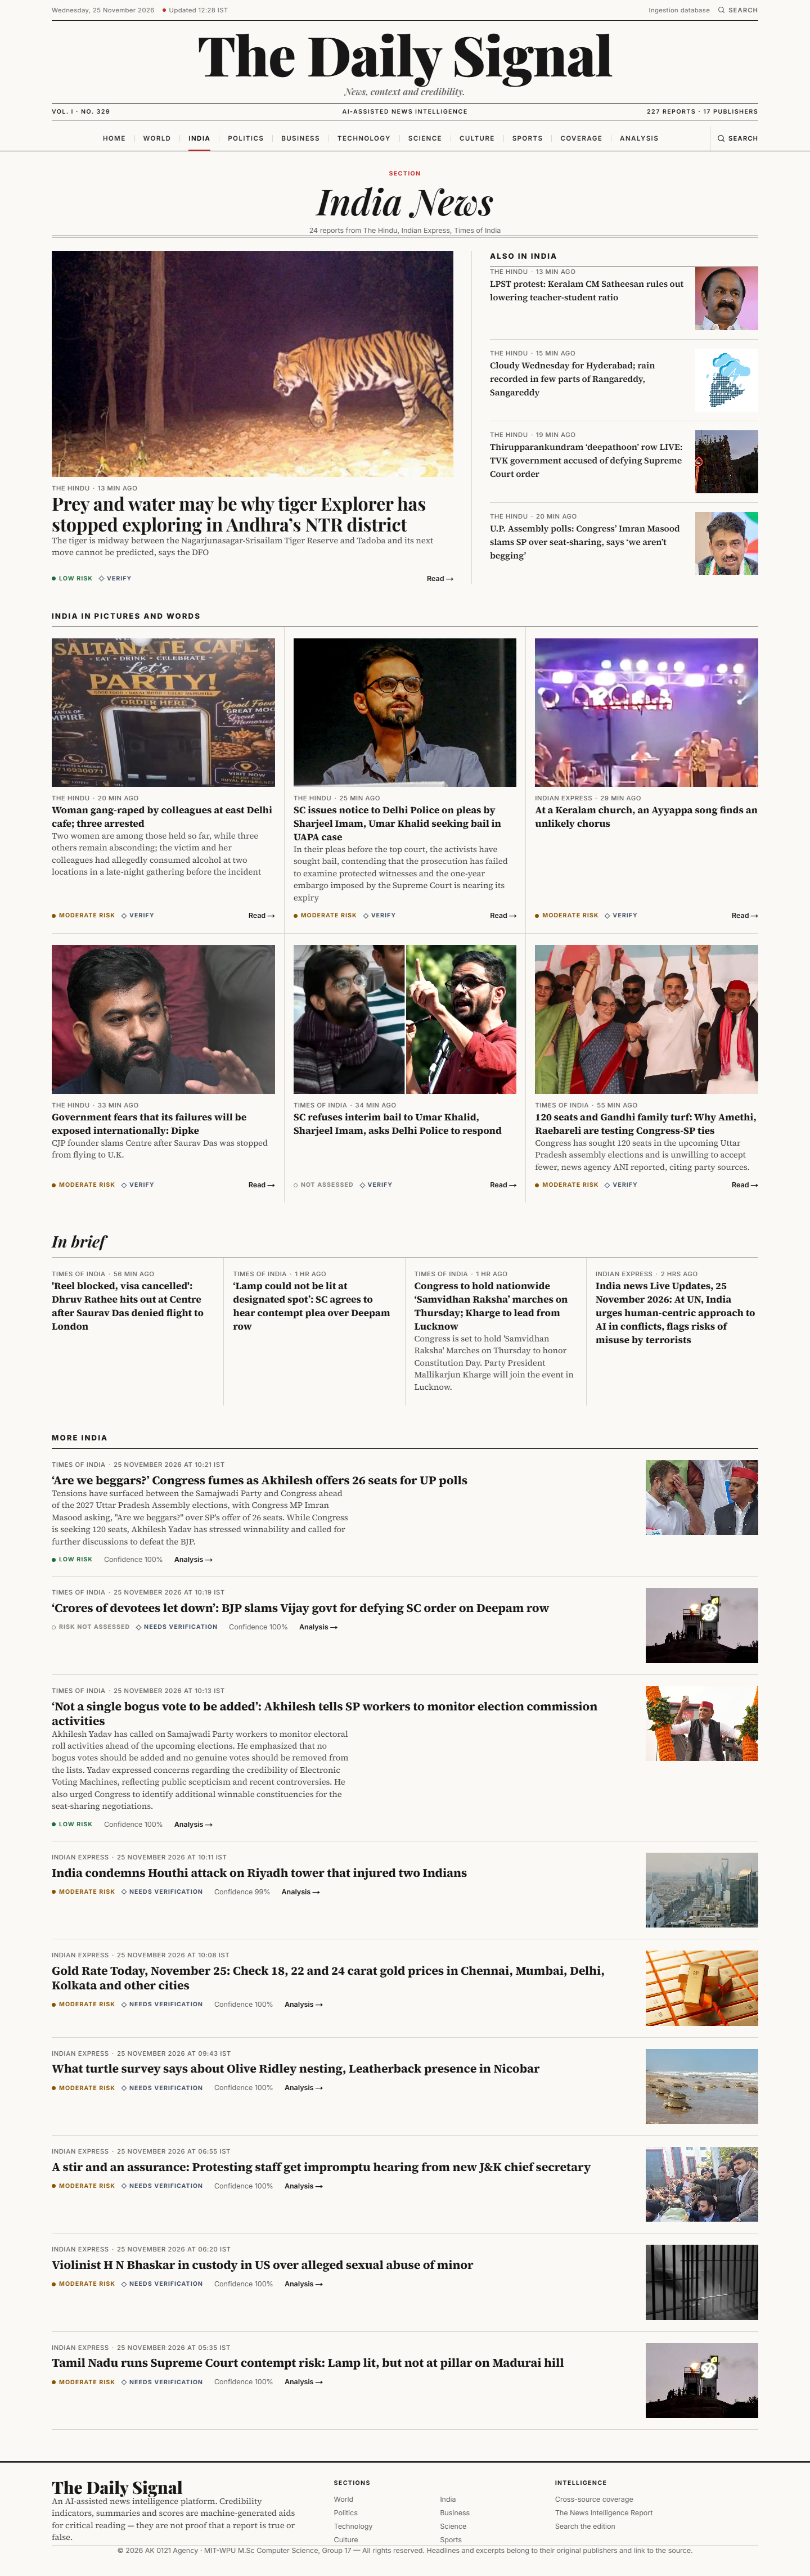 Wednesday, 25 November 2026 Updated 12:28 IST
Ingestion database SEARCH
The Daily Signal
News, context and credibility.
VOL. I · NO. 329
AI-ASSISTED NEWS INTELLIGENCE
227 REPORTS · 17 PUBLISHERS
HOME WORLD INDIA POLITICS BUSINESS TECHNOLOGY SCIENCE CULTURE SPORTS COVERAGE ANALYSIS
SEARCH
SECTION
India News
24 reports from The Hindu, Indian Express, Times of India
THE HINDU · 13 MIN AGO
Prey and water may be why tiger Explorer has
stopped exploring in Andhra’s NTR district
The tiger is midway between the Nagarjunasagar-Srisailam Tiger Reserve and Tadoba and its next
move cannot be predicted, says the DFO
LOW RISK VERIFY Read →
ALSO IN INDIA
THE HINDU · 13 MIN AGO
LPST protest: Keralam CM Satheesan rules out
lowering teacher-student ratio
THE HINDU · 15 MIN AGO
Cloudy Wednesday for Hyderabad; rain
recorded in few parts of Rangareddy,
Sangareddy
THE HINDU · 19 MIN AGO
Thirupparankundram ‘deepathoon’ row LIVE:
TVK government accused of defying Supreme
Court order
THE HINDU · 20 MIN AGO
U.P. Assembly polls: Congress’ Imran Masood
slams SP over seat-sharing, says ‘we aren’t
begging’
INDIA IN PICTURES AND WORDS
SALTANATE CAFE
EAT • DRINK • CELEBRATE
Let's
PARTY!
ORDER HERE
THE HINDU · 20 MIN AGO
Woman gang-raped by colleagues at east Delhi
cafe; three arrested
Two women are among those held so far, while three
others remain absconding; the victim and her
colleagues had allegedly consumed alcohol at two
locations in a late-night gathering before the incident
MODERATE RISK VERIFY Read →
THE HINDU · 25 MIN AGO
SC issues notice to Delhi Police on pleas by
Sharjeel Imam, Umar Khalid seeking bail in
UAPA case
In their pleas before the top court, the activists have
sought bail, contending that the prosecution has failed
to examine protected witnesses and the one-year
embargo imposed by the Supreme Court is nearing its
expiry
MODERATE RISK VERIFY Read →
INDIAN EXPRESS · 29 MIN AGO
At a Keralam church, an Ayyappa song finds an
unlikely chorus
MODERATE RISK VERIFY Read →
THE HINDU · 33 MIN AGO
Government fears that its failures will be
exposed internationally: Dipke
CJP founder slams Centre after Saurav Das was stopped
from flying to U.K.
MODERATE RISK VERIFY Read →
TIMES OF INDIA · 34 MIN AGO
SC refuses interim bail to Umar Khalid,
Sharjeel Imam, asks Delhi Police to respond
NOT ASSESSED VERIFY Read →
TIMES OF INDIA · 55 MIN AGO
120 seats and Gandhi family turf: Why Amethi,
Raebareli are testing Congress-SP ties
Congress has sought 120 seats in the upcoming Uttar
Pradesh assembly elections and is unwilling to accept
fewer, news agency ANI reported, citing party sources.
MODERATE RISK VERIFY Read →
In brief
TIMES OF INDIA · 56 MIN AGO
'Reel blocked, visa cancelled':
Dhruv Rathee hits out at Centre
after Saurav Das denied flight to
London
TIMES OF INDIA · 1 HR AGO
‘Lamp could not be lit at
designated spot’: SC agrees to
hear contempt plea over Deepam
row
TIMES OF INDIA · 1 HR AGO
Congress to hold nationwide
‘Samvidhan Raksha’ marches on
Thursday; Kharge to lead from
Lucknow
Congress is set to hold 'Samvidhan
Raksha' Marches on Thursday to honor
Constitution Day. Party President
Mallikarjun Kharge will join the event in
Lucknow.
INDIAN EXPRESS · 2 HRS AGO
India news Live Updates, 25
November 2026: At UN, India
urges human-centric approach to
AI in conflicts, flags risks of
misuse by terrorists
MORE INDIA
TIMES OF INDIA · 25 NOVEMBER 2026 AT 10:21 IST
‘Are we beggars?’ Congress fumes as Akhilesh offers 26 seats for UP polls
Tensions have surfaced between the Samajwadi Party and Congress ahead
of the 2027 Uttar Pradesh Assembly elections, with Congress MP Imran
Masood asking, "Are we beggars?" over SP's offer of 26 seats. While Congress
is seeking 120 seats, Akhilesh Yadav has stressed winnability and called for
further discussions to defeat the BJP.
LOW RISK Confidence 100% Analysis →
TIMES OF INDIA · 25 NOVEMBER 2026 AT 10:19 IST
‘Crores of devotees let down’: BJP slams Vijay govt for defying SC order on Deepam row
RISK NOT ASSESSED NEEDS VERIFICATION Confidence 100% Analysis →
TIMES OF INDIA · 25 NOVEMBER 2026 AT 10:13 IST
‘Not a single bogus vote to be added’: Akhilesh tells SP workers to monitor election commission
activities
Akhilesh Yadav has called on Samajwadi Party workers to monitor electoral
roll activities ahead of the upcoming elections. He emphasized that no
bogus votes should be added and no genuine votes should be removed from
the lists. Yadav expressed concerns regarding the credibility of Electronic
Voting Machines, reflecting public scepticism and recent controversies. He
also urged Congress to identify additional winnable constituencies for the
seat-sharing negotiations.
LOW RISK Confidence 100% Analysis →
INDIAN EXPRESS · 25 NOVEMBER 2026 AT 10:11 IST
India condemns Houthi attack on Riyadh tower that injured two Indians
MODERATE RISK NEEDS VERIFICATION Confidence 99% Analysis →
INDIAN EXPRESS · 25 NOVEMBER 2026 AT 10:08 IST
Gold Rate Today, November 25: Check 18, 22 and 24 carat gold prices in Chennai, Mumbai, Delhi,
Kolkata and other cities
MODERATE RISK NEEDS VERIFICATION Confidence 100% Analysis →
INDIAN EXPRESS · 25 NOVEMBER 2026 AT 09:43 IST
What turtle survey says about Olive Ridley nesting, Leatherback presence in Nicobar
MODERATE RISK NEEDS VERIFICATION Confidence 100% Analysis →
INDIAN EXPRESS · 25 NOVEMBER 2026 AT 06:55 IST
A stir and an assurance: Protesting staff get impromptu hearing from new J&K chief secretary
MODERATE RISK NEEDS VERIFICATION Confidence 100% Analysis →
INDIAN EXPRESS · 25 NOVEMBER 2026 AT 06:20 IST
Violinist H N Bhaskar in custody in US over alleged sexual abuse of minor
MODERATE RISK NEEDS VERIFICATION Confidence 100% Analysis →
INDIAN EXPRESS · 25 NOVEMBER 2026 AT 05:35 IST
Tamil Nadu runs Supreme Court contempt risk: Lamp lit, but not at pillar on Madurai hill
MODERATE RISK NEEDS VERIFICATION Confidence 100% Analysis →
The Daily Signal
An AI-assisted news intelligence platform. Credibility
indicators, summaries and scores are machine-generated aids
for critical reading — they are not proof that a report is true or
false.
SECTIONS
World India
Politics Business
Technology Science
Culture Sports
INTELLIGENCE
Cross-source coverage
The News Intelligence Report
Search the edition
© 2026 AK 0121 Agency · MIT-WPU M.Sc Computer Science, Group 17 — All rights reserved. Headlines and excerpts belong to their original publishers and link to the source.